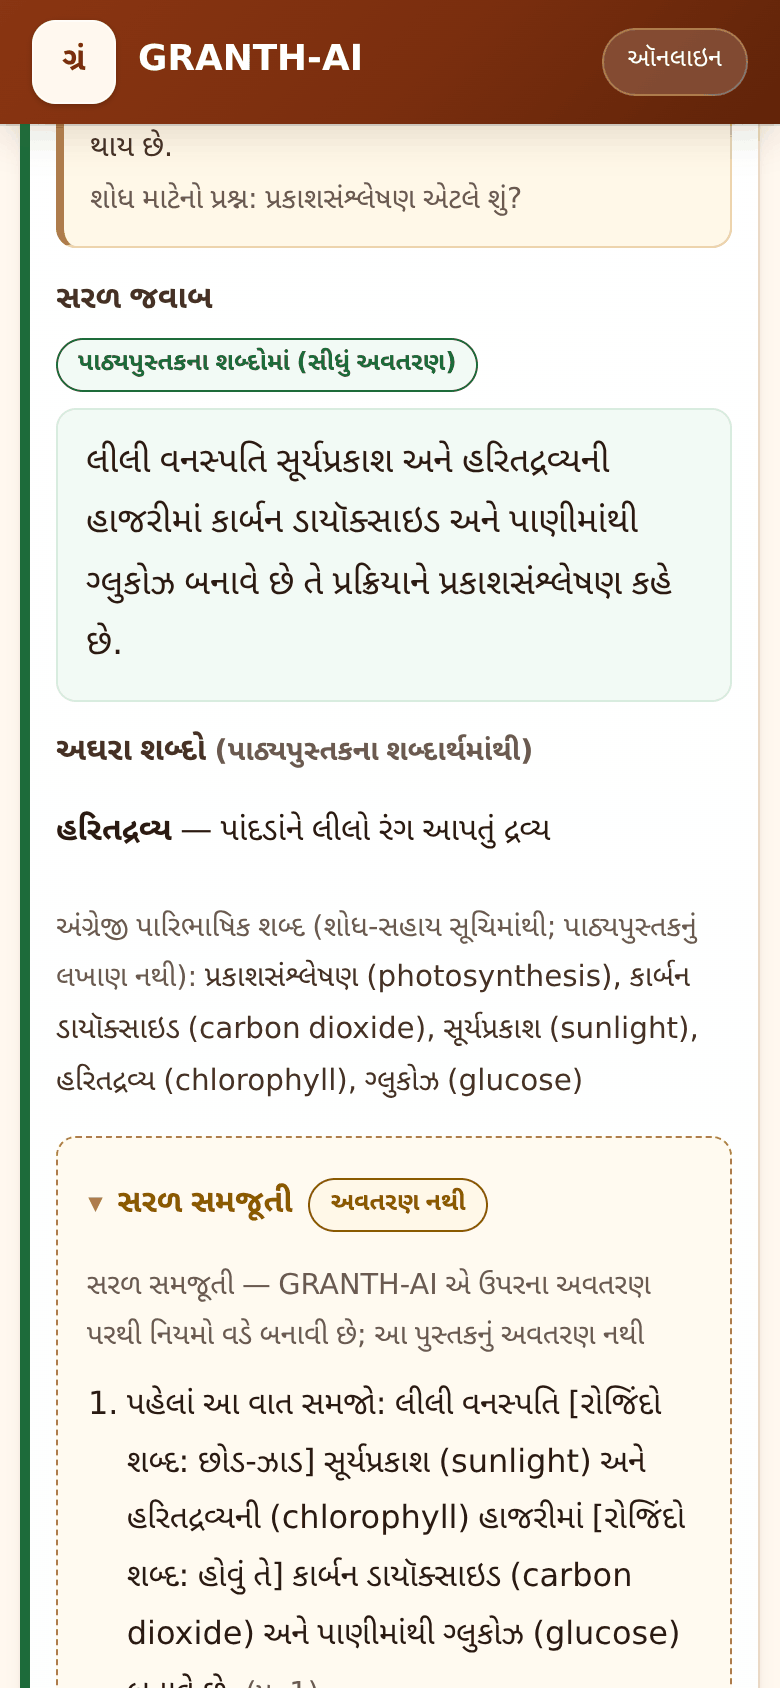 ગ્રં GRANTH-AI ઑનલાઇન
થાય છે.
શોધ માટેનો પ્રશ્ન: પ્રકાશસંશ્લેષણ એટલે શું?
સરળ જવાબ
પાઠ્યપુસ્તકના શબ્દોમાં (સીધું અવતરણ)
લીલી વનસ્પતિ સૂર્યપ્રકાશ અને હરિતદ્રવ્યની
હાજરીમાં કાર્બન ડાયૉક્સાઇડ અને પાણીમાંથી
ગ્લુકોઝ બનાવે છે તે પ્રક્રિયાને પ્રકાશસંશ્લેષણ કહે
છે.
અઘરા શબ્દો (પાઠ્યપુસ્તકના શબ્દાર્થમાંથી)
હરિતદ્રવ્ય — પાંદડાંને લીલો રંગ આપતું દ્રવ્ય
અંગ્રેજી પારિભાષિક શબ્દ (શોધ-સહાય સૂચિમાંથી; પાઠ્યપુસ્તકનું
લખાણ નથી): પ્રકાશસંશ્લેષણ (photosynthesis), કાર્બન
ડાયૉક્સાઇડ (carbon dioxide), સૂર્યપ્રકાશ (sunlight),
હરિતદ્રવ્ય (chlorophyll), ગ્લુકોઝ (glucose)
▼ સરળ સમજૂતી અવતરણ નથી
સરળ સમજૂતી — GRANTH-AI એ ઉપરના અવતરણ
પરથી નિયમો વડે બનાવી છે; આ પુસ્તકનું અવતરણ નથી
1. પહેલાં આ વાત સમજો: લીલી વનસ્પતિ [રોજિંદો
શબ્દ: છોડ-ઝાડ] સૂર્યપ્રકાશ (sunlight) અને
હરિતદ્રવ્યની (chlorophyll) હાજરીમાં [રોજિંદો
શબ્દ: હોવું તે] કાર્બન ડાયૉક્સાઇડ (carbon
dioxide) અને પાણીમાંથી ગ્લુકોઝ (glucose)